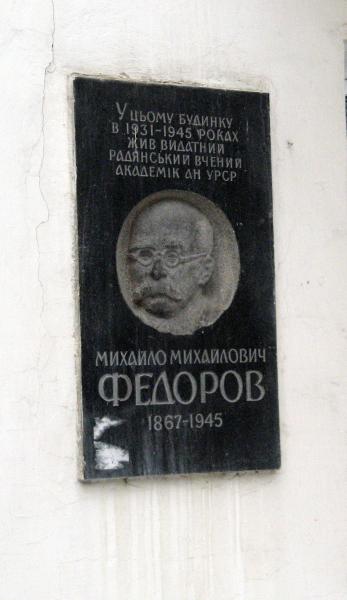 У ЦЬОМУ БУДИНКУ
В 1931-1945 РОКАХ
ЖИВ ВИДАТНИЙ
РАДЯНСЬКИЙ ВЧЕНИЙ
АКАДЕМІК АН УРСР
МИХАЙЛО МИХАЙЛОВИЧ
ФЕДОРОВ
1867-1945